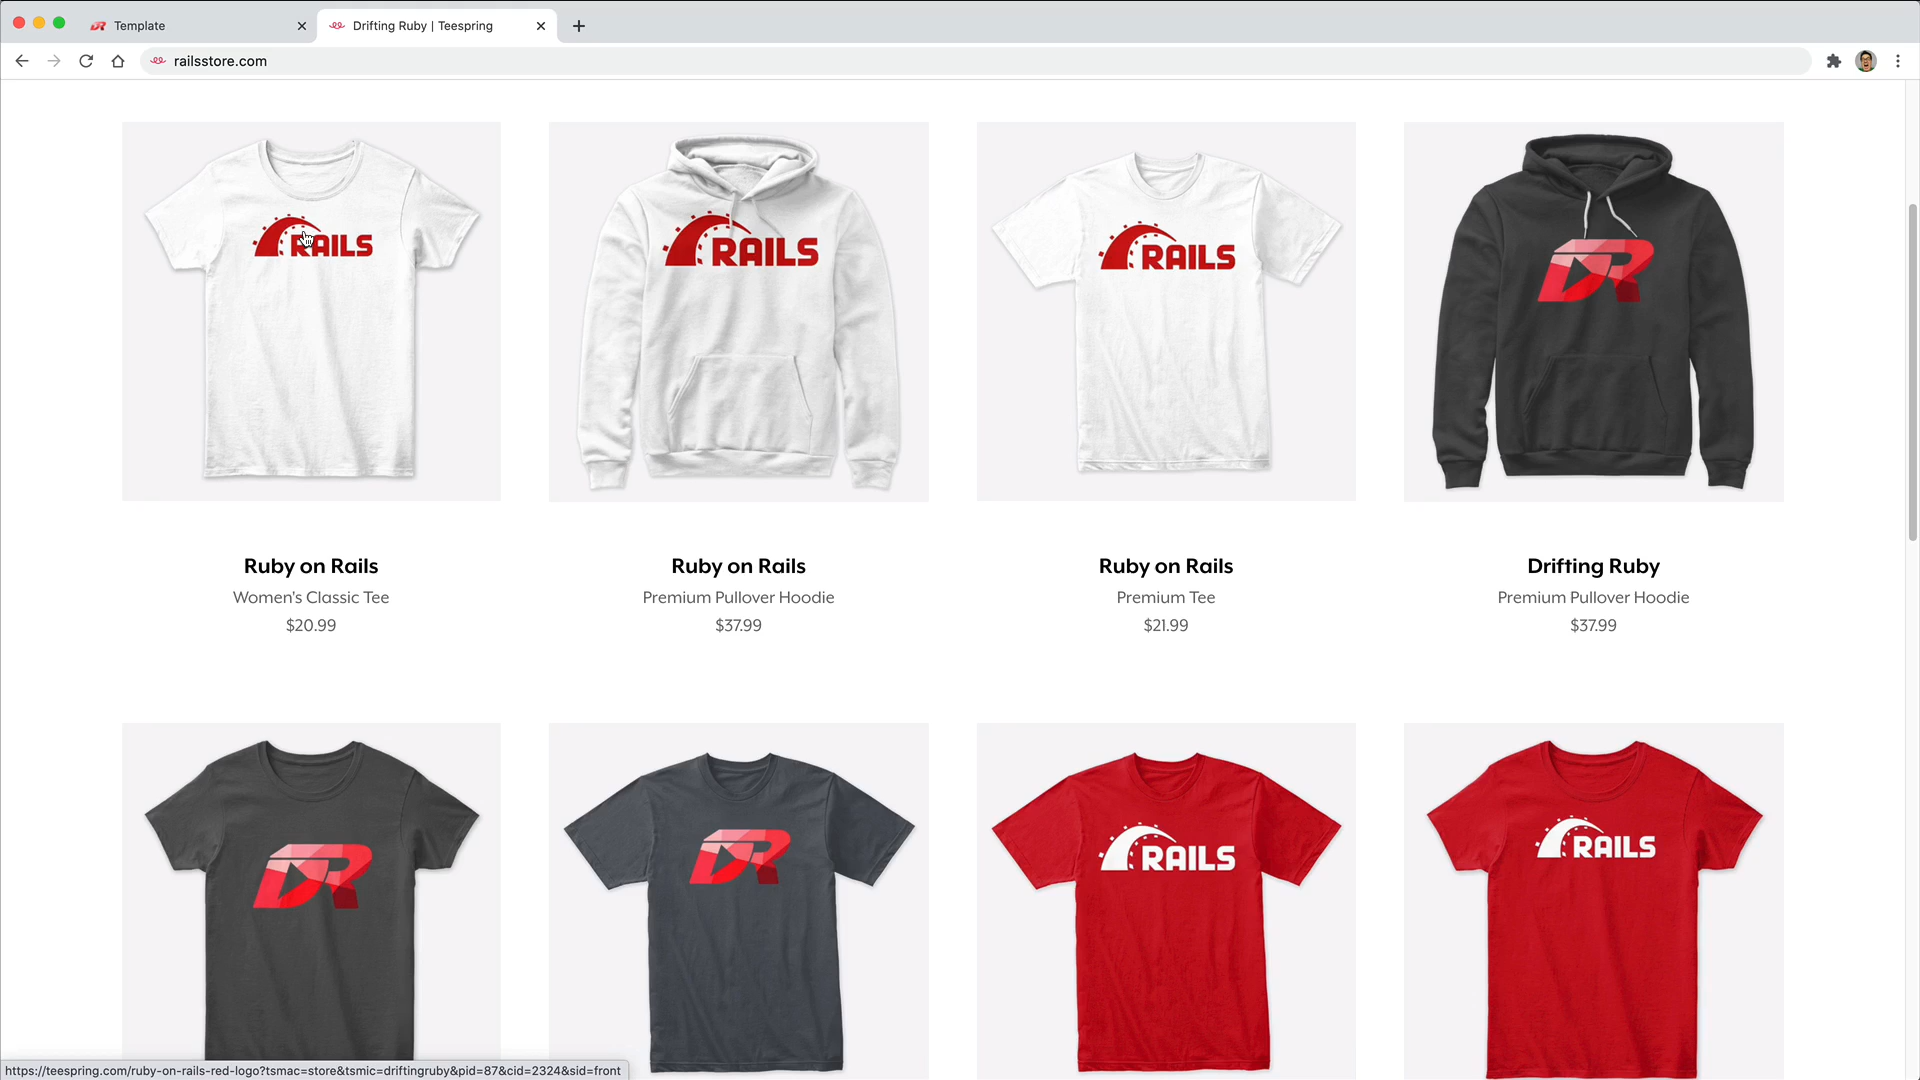 Template
Drifting Ruby | Teespring
railsstore.com
RAILS
RAILS
RAILS
DR
Ruby on Rails
Women's Classic Tee
$20.99
Ruby on Rails
Premium Pullover Hoodie
$37.99
Ruby on Rails
Premium Tee
$21.99
Drifting Ruby
Premium Pullover Hoodie
$37.99
DR
DR
RAILS
RAILS
https://teespring.com/ruby-on-rails-red-logo?tsmac=store&tsmic=driftingruby&pid=87&cid=2324&sid=front